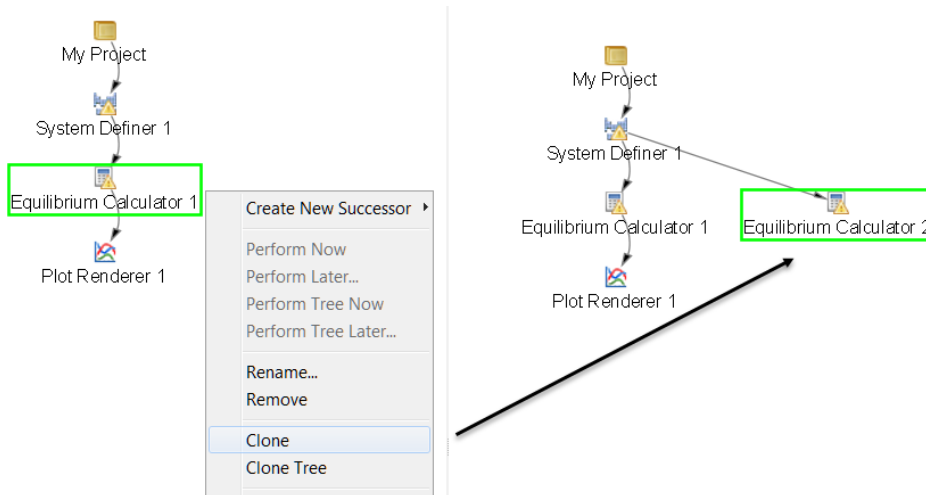 My Project
System Definer 1
Equilibrium Calculator 1
Plot Renderer 1
Create New Successor
Perform Now
Perform Later...
Perform Tree Now
Perform Tree Later...
Rename...
Remove
Clone
Clone Tree
My Project
System Definer 1
Equilibrium Calculator 1
Equilibrium Calculator 2
Plot Renderer 1